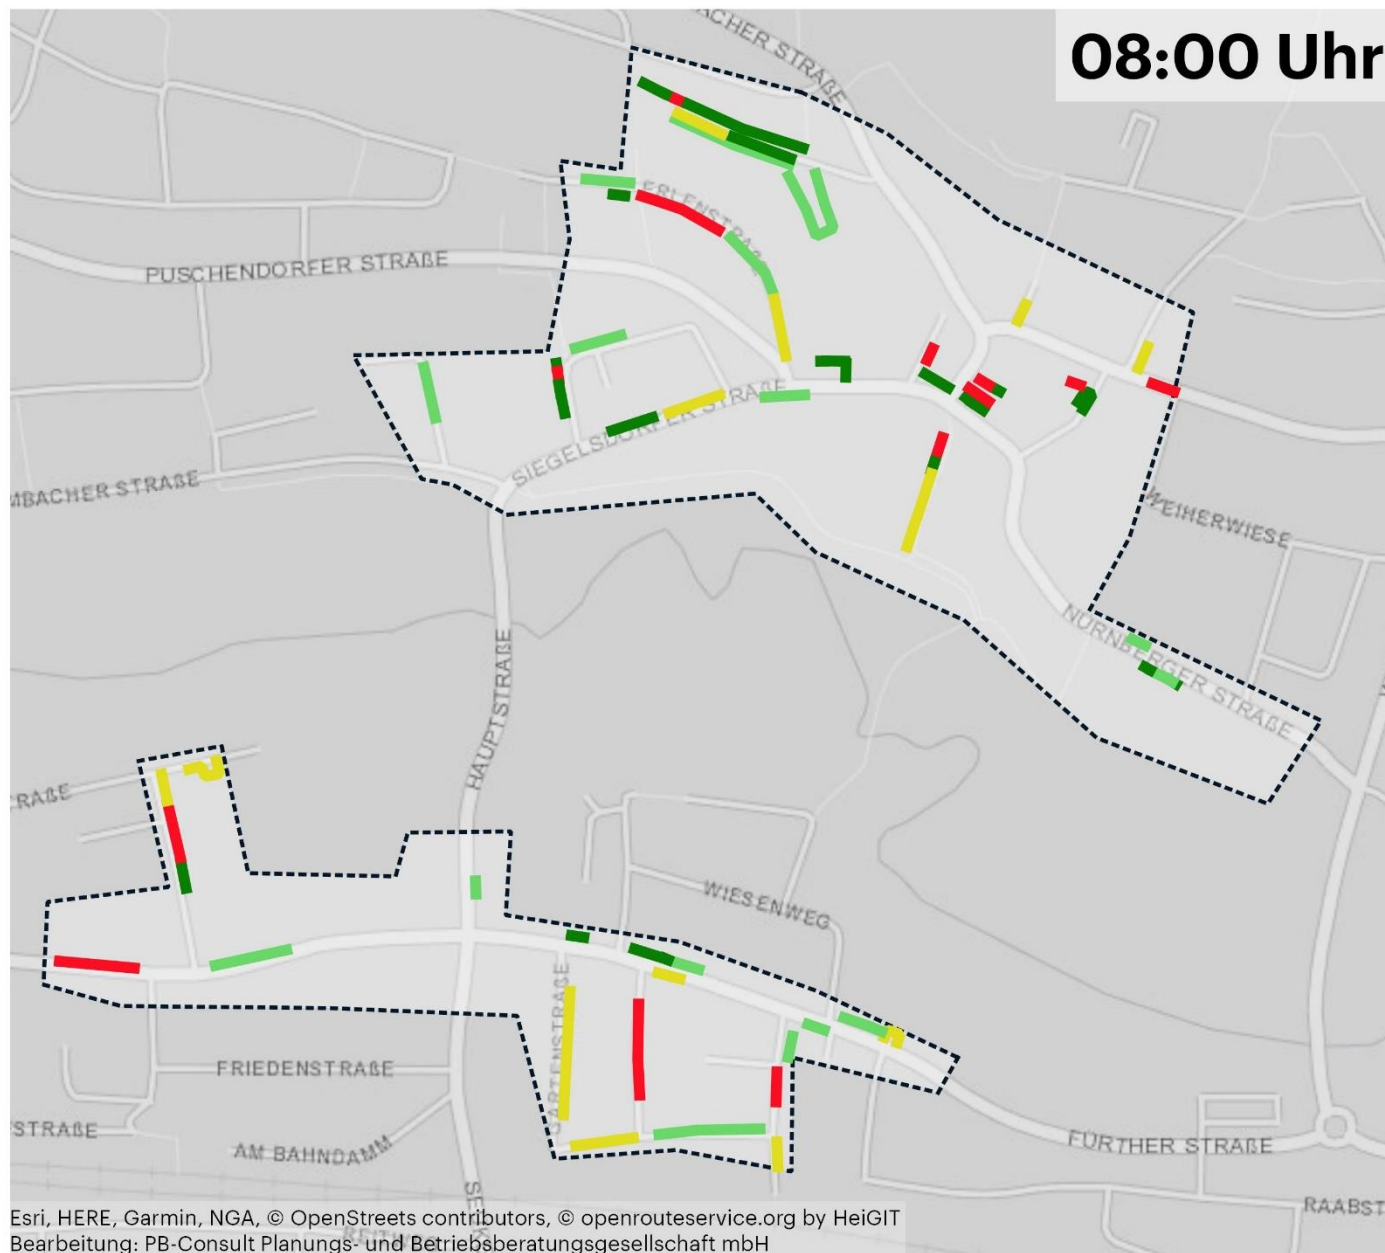 08:00 Uhr
ACHER STRAẞE
ERLENSTRAẞE
PUSCHENDORFER STRAẞE
SIEGELSDORFER STRAẞE
MBACHER STRAẞE
WEIHERWIESE
NÜRNBERGER STRAẞE
HAUPTSTRAẞE
RAẞE
WIESENWEG
GARTENSTRAẞE
FRIEDENSTRAẞE
STRAẞE
AM BAHNDAMM
FÜRTHER STRAẞE
RAABST
REITWEG
Esri, HERE, Garmin, NGA, © OpenStreets contributors, © openrouteservice.org by HeiGIT
Bearbeitung: PB-Consult Planungs- und Betriebsberatungsgesellschaft mbH